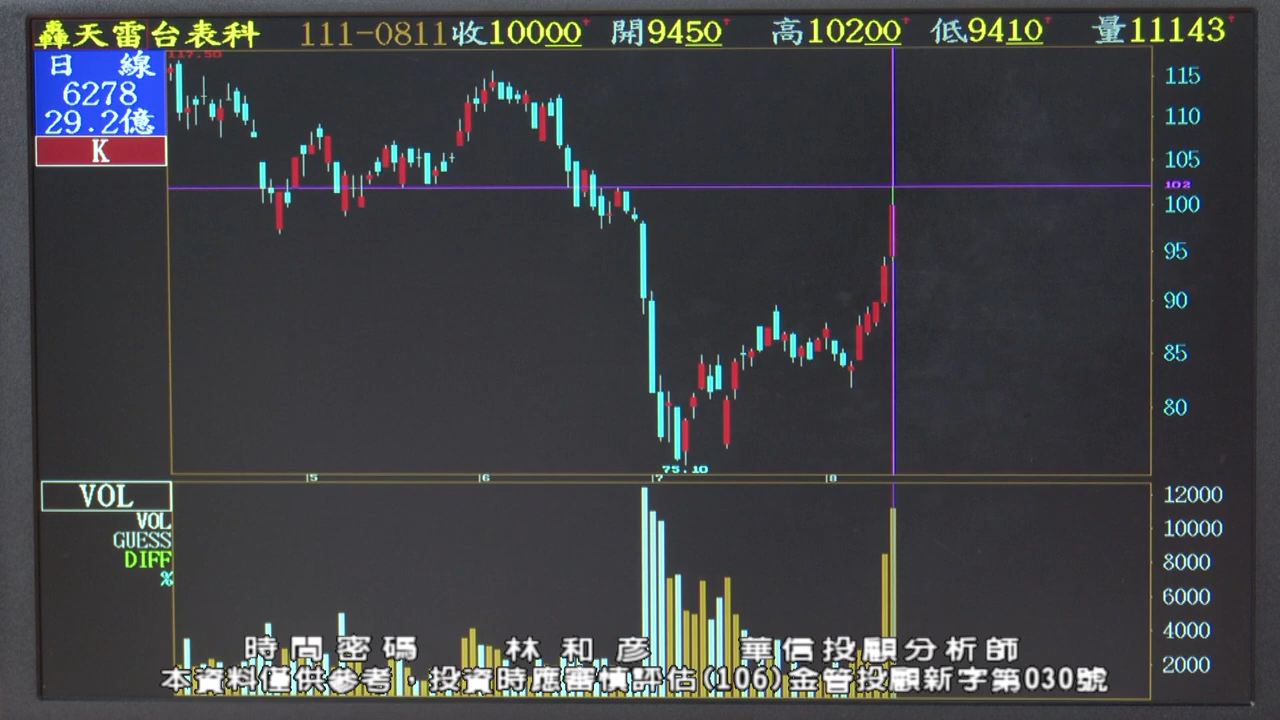 轟天雷台表科 111-0811收10000 開9450 高10200 低9410 量11143
日 線
6278
29.2億
K
117.50
115
110
105
102
100
95
90
85
80
75.10
5 6 7 8
VOL
VOL
GUESS
DIFF
%
12000
10000
8000
6000
4000
2000
時間密碼 林和彥 華信投顧分析師
本資料僅供參考,投資時應審慎評估(106)金管投顧新字第030號